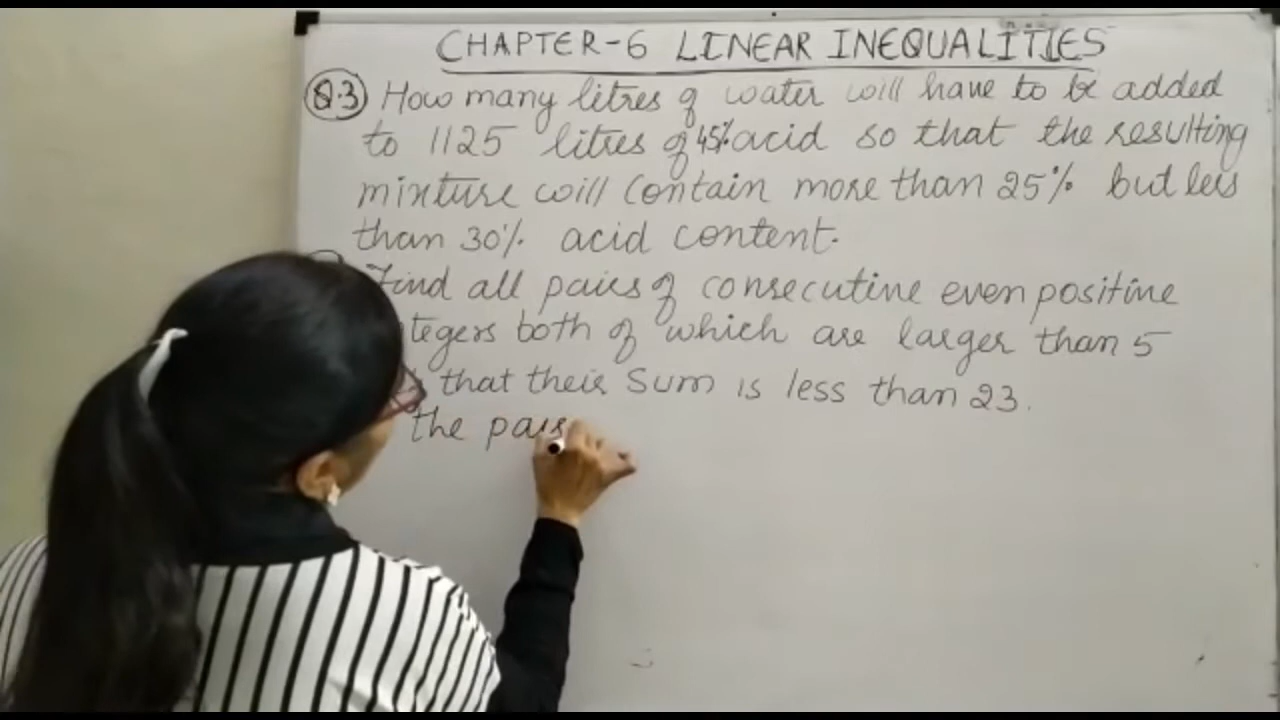 CHAPTER-6 LINEAR INEQUALITIES
Q.3 How many litres of water will have to be added
to 1125 litres of 45% acid so that the resulting
mixture will contain more than 25% but less
than 30% acid content.
Find all pairs of consecutive even positive
tegers both of which are larger than 5
that their Sum is less than 23.
the pair